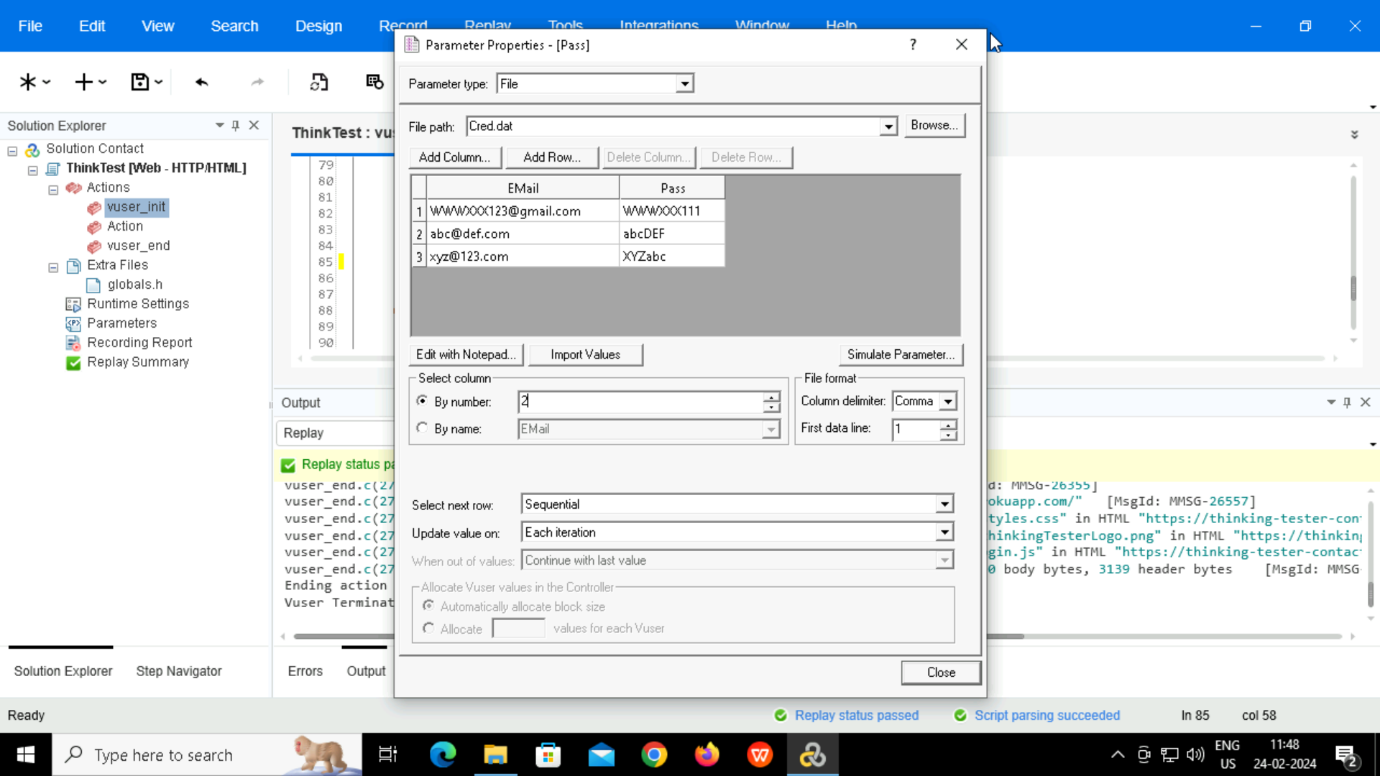 File Edit View Search Design Record Replay Tools Integrations Window Help
Parameter Properties - [Pass] ?
Parameter type: File
File path: Cred.dat Browse...
Add Column... Add Row... Delete Column... Delete Row...
EMail Pass
1 WWWXXX123@gmail.com WWWXXX111
2 abc@def.com abcDEF
3 xyz@123.com XYZabc
Edit with Notepad... Import Values Simulate Parameter...
Select column File format
By number: 2 Column delimiter: Comma
By name: EMail First data line: 1
Select next row: Sequential
Update value on: Each iteration
When out of values: Continue with last value
Allocate Vuser values in the Controller
Automatically allocate block size
Allocate values for each Vuser
Close
Solution Explorer
Solution Contact
ThinkTest [Web - HTTP/HTML]
Actions
vuser_init
Action
vuser_end
Extra Files
globals.h
Runtime Settings
Parameters
Recording Report
Replay Summary
Solution Explorer Step Navigator
ThinkTest : vu
79
80
81
82
83
84
85
86
87
88
89
90
Output
Replay
Replay status pa
vuser_end.c(27 d: MMSG-26355]
vuser_end.c(27 okuapp.com/" [MsgId: MMSG-26557]
vuser_end.c(27 tyles.css" in HTML "https://thinking-tester-con
vuser_end.c(27 hinkingTesterLogo.png" in HTML "https://thinking
vuser_end.c(27 gin.js" in HTML "https://thinking-tester-contac
vuser_end.c(27 0 body bytes, 3139 header bytes [MsgId: MMSG
Ending action
Vuser Terminat
Errors Output
Ready Replay status passed Script parsing succeeded ln 85 col 58
Type here to search ENG US 11:48 24-02-2024 2